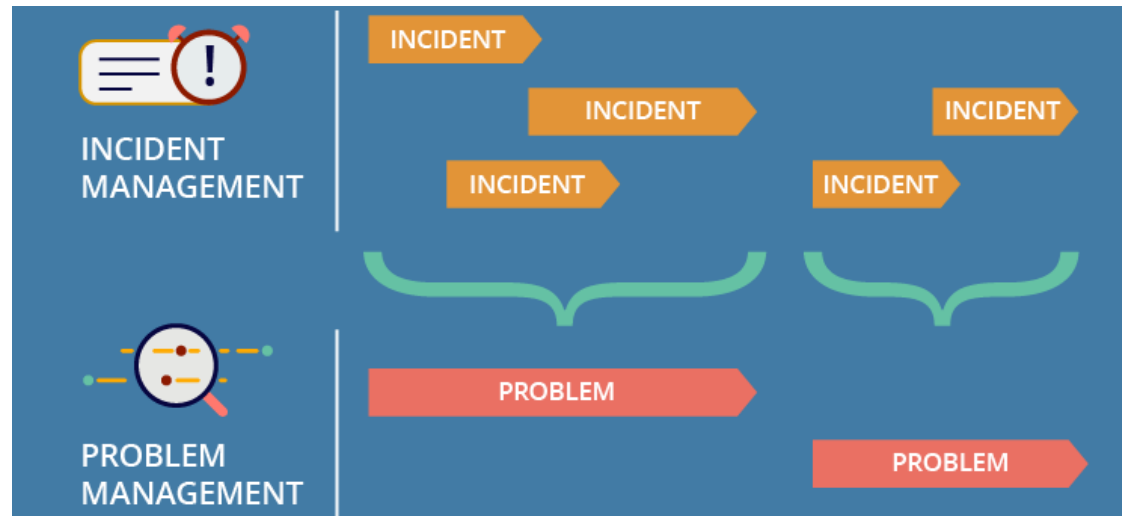 INCIDENT
INCIDENT
INCIDENT
INCIDENT
MANAGEMENT
INCIDENT
INCIDENT
PROBLEM
PROBLEM
MANAGEMENT
PROBLEM
!